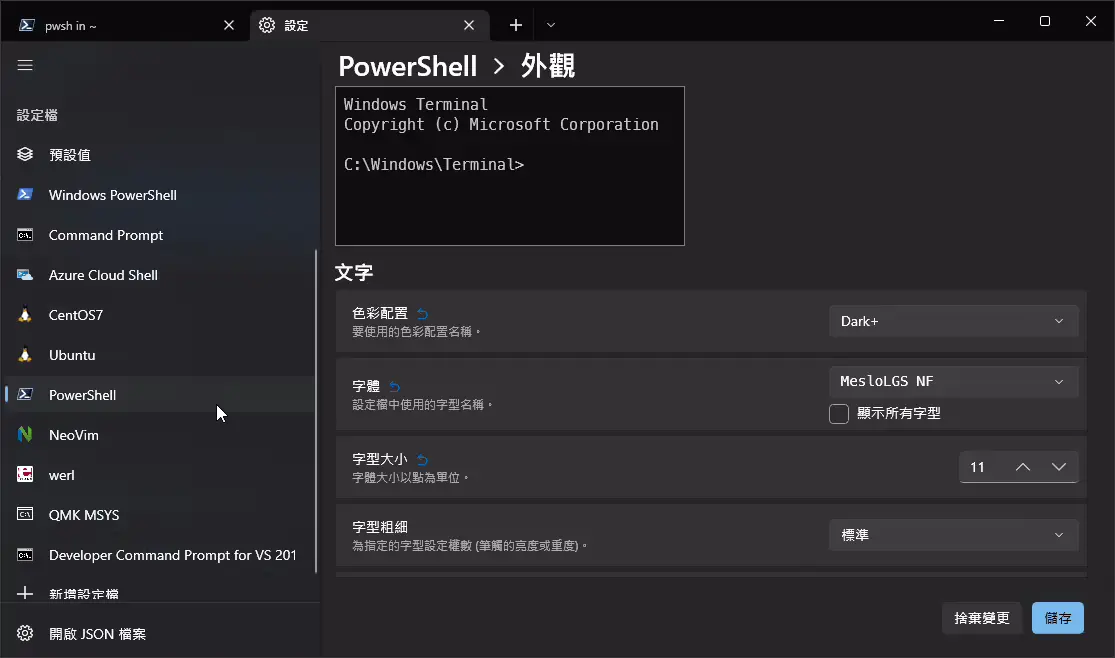 pwsh in ~
設定
設定檔
預設值
Windows PowerShell
Command Prompt
Azure Cloud Shell
CentOS7
Ubuntu
PowerShell
NeoVim
werl
QMK MSYS
Developer Command Prompt for VS 201
新增設定檔
開啟 JSON 檔案
PowerShell > 外觀
Windows Terminal
Copyright (c) Microsoft Corporation
C:\Windows\Terminal>
文字
色彩配置
要使用的色彩配置名稱。
Dark+
字體
設定檔中使用的字型名稱。
MesloLGS NF
顯示所有字型
字型大小
字體大小以點為單位。
11
字型粗細
為指定的字型設定權數 (筆觸的亮度或重度)。
標準
捨棄變更
儲存